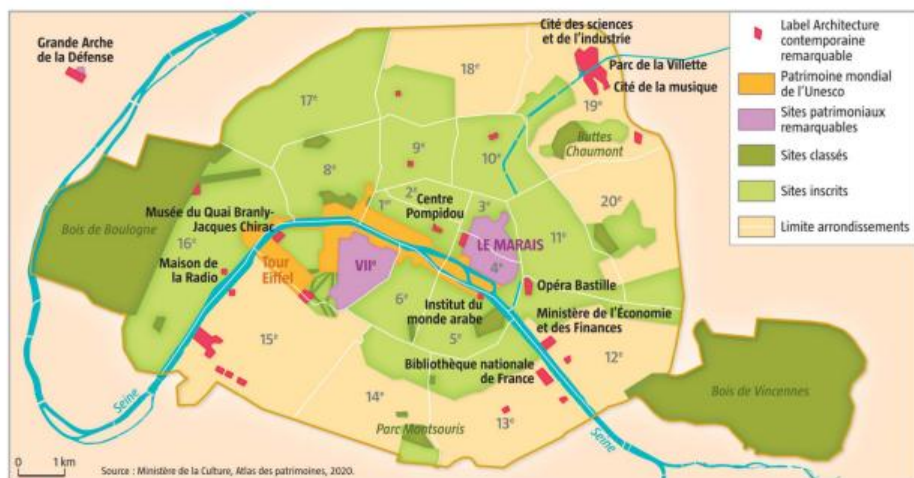 Grande Arche
de la Défense
Cité des sciences
et de l'industrie
Parc de la Villette
Cité de la musique
18e
17e
19e
Buttes
Chaumont
9e
10e
8e
2e
1er
Centre
Pompidou
3e
20e
Musée du Quai Branly-
Jacques Chirac
Bois de Boulogne
16e
LE MARAIS
11e
Maison de
la Radio
Tour
Eiffel
VIIe
4e
Opéra Bastille
6e
Institut du
monde arabe
Ministère de l'Économie
et des Finances
15e
5e
12e
Bibliothèque nationale
de France
Bois de Vincennes
14e
Seine
Parc Montsouris
13e
Seine
0 1 km
Source : Ministère de la Culture, Atlas des patrimoines, 2020.
Label Architecture
contemporaine
remarquable
Patrimoine mondial
de l'Unesco
Sites patrimoniaux
remarquables
Sites classés
Sites inscrits
Limite arrondissements